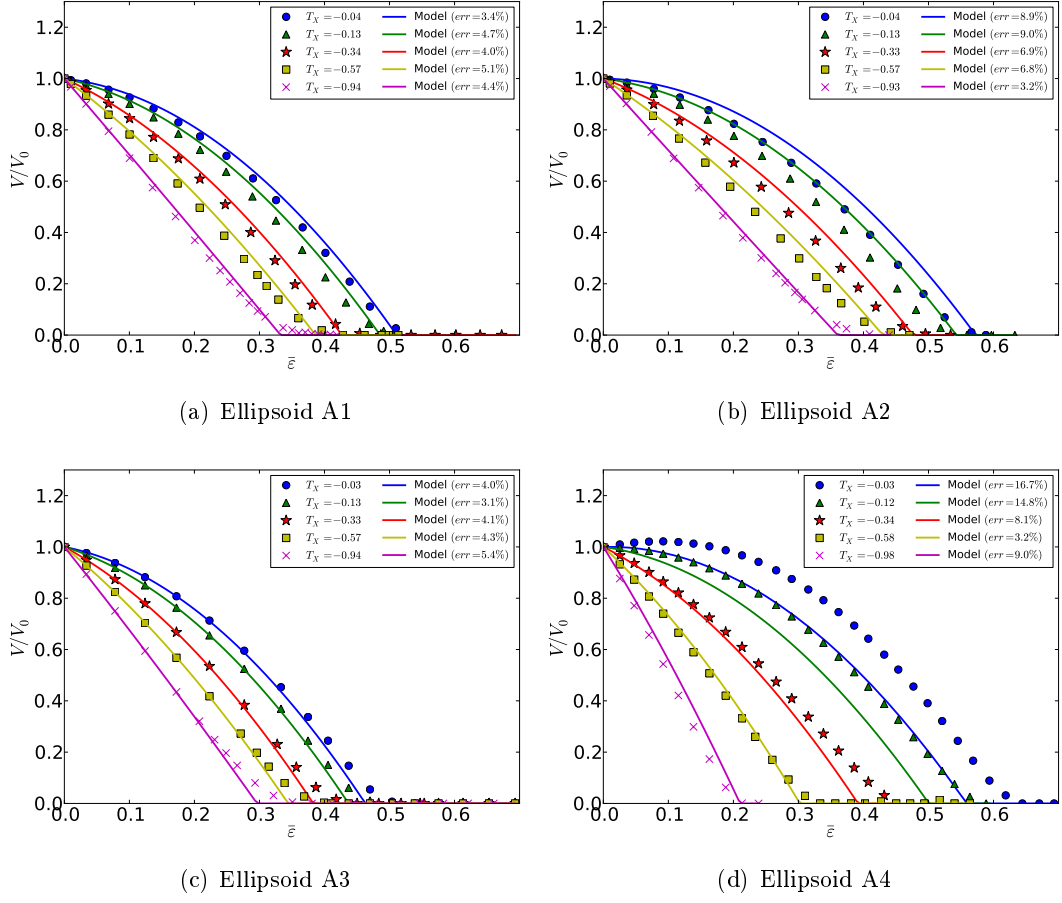 1.2
1.0
0.8
0.6
0.4
0.2
0.0
V/V₀
T_X =−0.04 Model (err=3.4%)
T_X =−0.13 Model (err=4.7%)
T_X =−0.34 Model (err=4.0%)
T_X =−0.57 Model (err=5.1%)
T_X =−0.94 Model (err=4.4%)
0.0 0.1 0.2 0.3 0.4 0.5 0.6
ε̄
(a) Ellipsoid A1
1.2
1.0
0.8
0.6
0.4
0.2
0.0
V/V₀
T_X =−0.04 Model (err=8.9%)
T_X =−0.13 Model (err=9.0%)
T_X =−0.33 Model (err=6.9%)
T_X =−0.57 Model (err=6.8%)
T_X =−0.93 Model (err=3.2%)
0.0 0.1 0.2 0.3 0.4 0.5 0.6
ε̄
(b) Ellipsoid A2
1.2
1.0
0.8
0.6
0.4
0.2
0.0
V/V₀
T_X =−0.03 Model (err=4.0%)
T_X =−0.13 Model (err=3.1%)
T_X =−0.33 Model (err=4.1%)
T_X =−0.57 Model (err=4.3%)
T_X =−0.94 Model (err=5.4%)
0.0 0.1 0.2 0.3 0.4 0.5 0.6
ε̄
(c) Ellipsoid A3
1.2
1.0
0.8
0.6
0.4
0.2
0.0
V/V₀
T_X =−0.03 Model (err=16.7%)
T_X =−0.12 Model (err=14.8%)
T_X =−0.34 Model (err=8.1%)
T_X =−0.58 Model (err=3.2%)
T_X =−0.98 Model (err=9.0%)
0.0 0.1 0.2 0.3 0.4 0.5 0.6
ε̄
(d) Ellipsoid A4